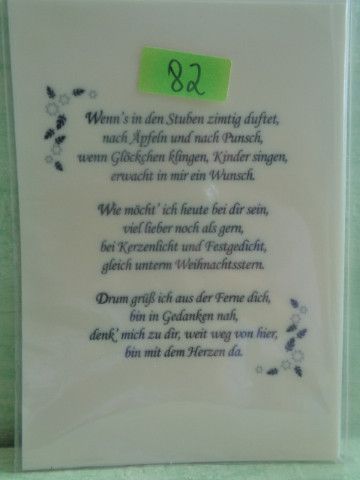 82
Wenn's in den Stuben zimtig duftet,
nach Äpfeln und nach Punsch,
wenn Glöckchen klingen, Kinder singen,
erwacht in mir ein Wunsch.
Wie möcht' ich heute bei dir sein,
viel lieber noch als gern,
bei Kerzenlicht und Festgedicht,
gleich unterm Weihnachtsstern.
Drum grüß ich aus der Ferne dich,
bin in Gedanken nah,
denk' mich zu dir, weit weg von hier,
bin mit dem Herzen da.